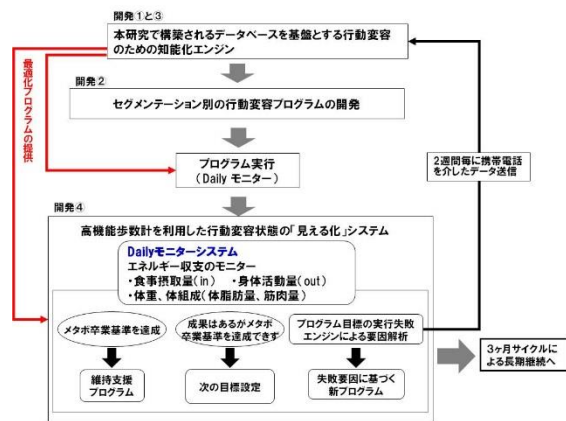 開発①と③
本研究で構築されるデータベースを基盤とする行動変容
のための知能化エンジン
開発２
セグメンテーション別の行動変容プログラムの開発
最適化プログラムの提供
プログラム実行
（Daily モニター）
2週間毎に携帯電話
を介したデータ送信
開発④
高機能歩数計を利用した行動変容状態の「見える化」システム
Dailyモニターシステム
エネルギー収支のモニター
・食事摂取量(in)　・身体活動量(out)
・体重、体組成(体脂肪量、筋肉量)
メタボ卒業基準を達成
成果はあるがメタボ
卒業基準を達成できず
プログラム目標の実行失敗
エンジンによる要因解析
維持支援
プログラム
次の目標設定
失敗要因に基づく
新プログラム
3ヶ月サイクルに
よる長期継続へ